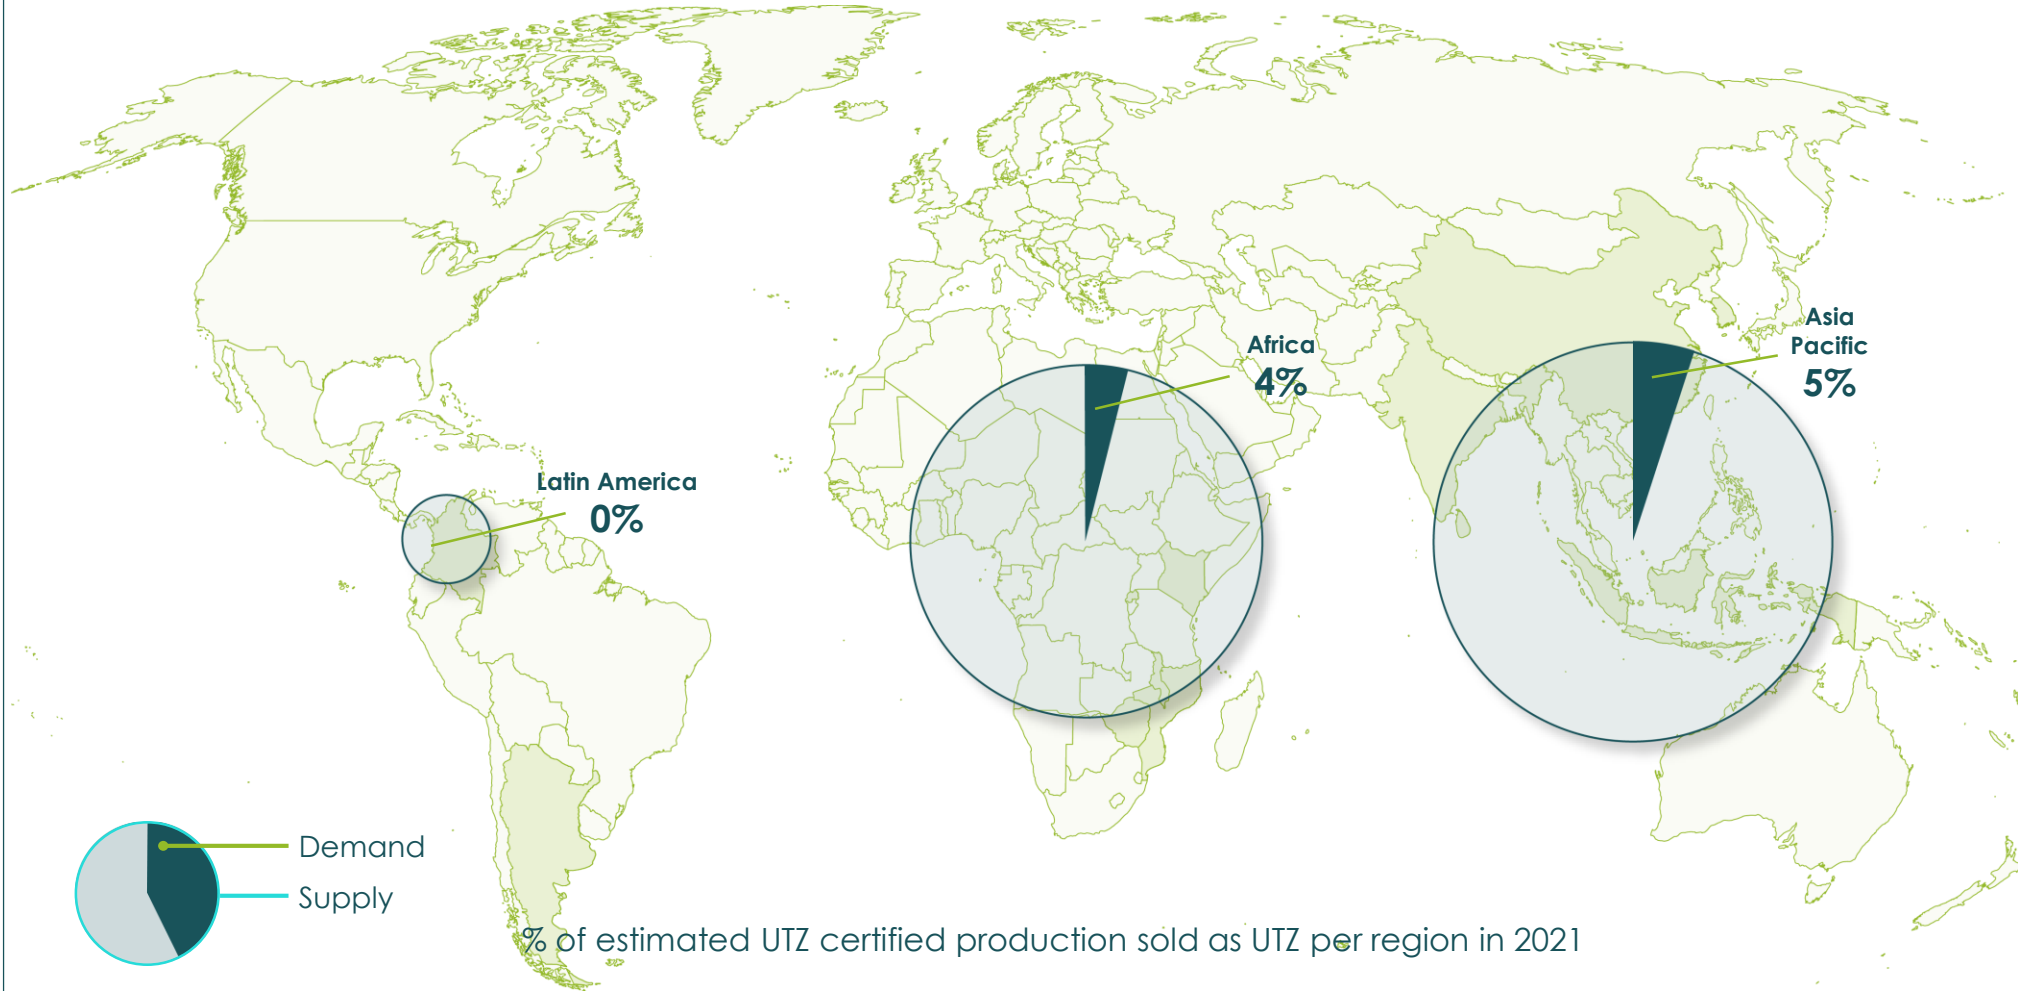 Asia
Pacific
5%
Africa
4%
Latin America
0%
Demand
Supply
% of estimated UTZ certified production sold as UTZ per region in 2021